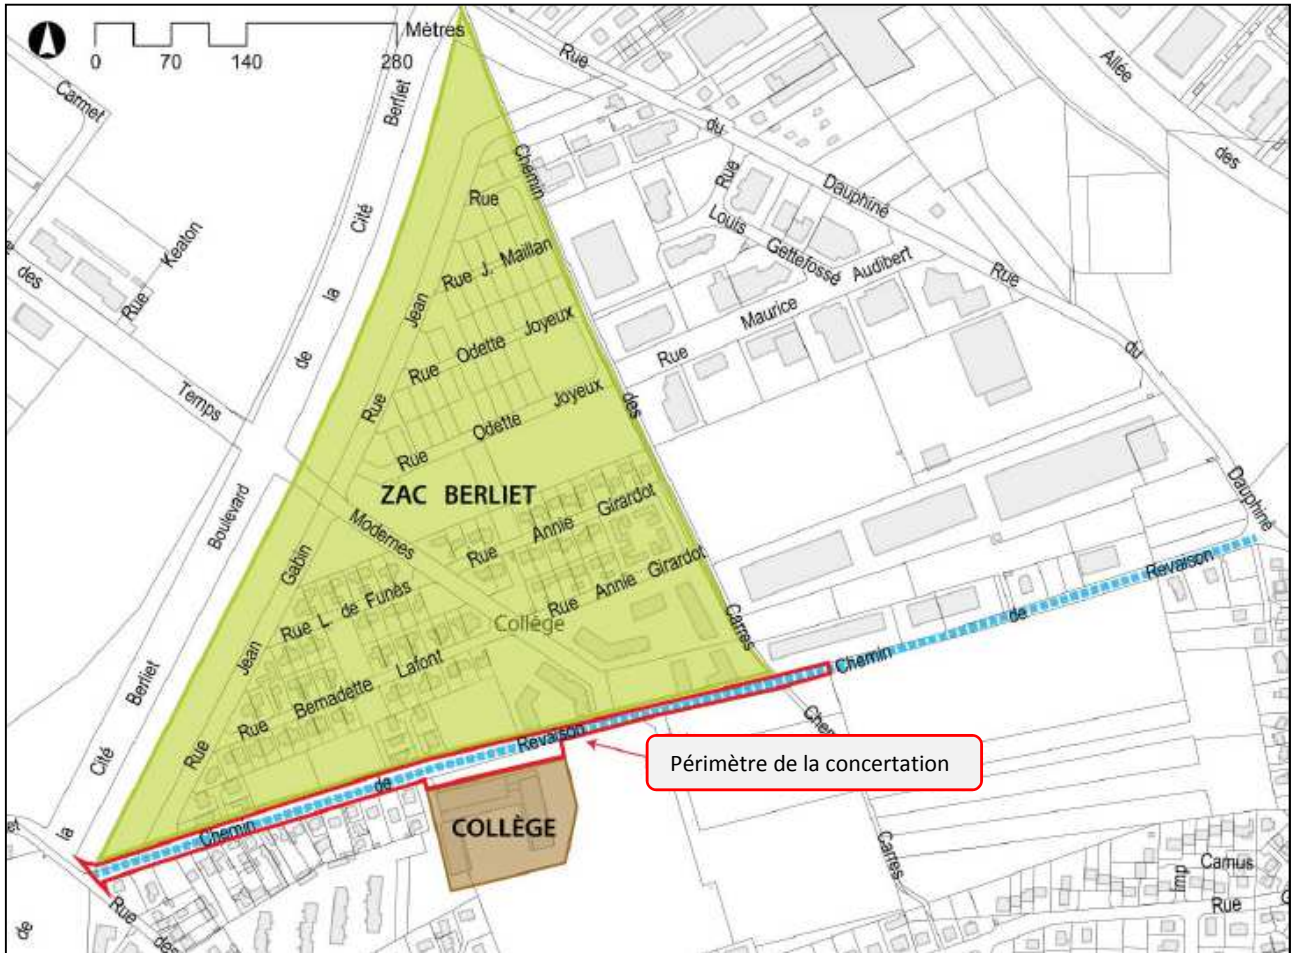 Mètres
0 70 140 280
Carmet
Rue
du
Dauphiné
Rue
du
Dauphiné
Allée
des
Berliet
Cité
la
de
Boulevard
Berliet
Cité
la
Chemin
des
Carres
Rue
Louis
Gattefossé
Rue Maurice Audibert
Keaton
Rue
des
Temps
Modernes
Rue
Jean
Rue J. Maillan
Rue Odette Joyeux
Rue Odette Joyeux
Rue
ZAC BERLIET
Rue Annie Girardot
Rue Annie Girardot
Gabin
Jean
Rue
Rue L. de Funès
Collège
Rue Bernadette Lafont
Chemin de Revaison
Chemin de Revaison
Périmètre de la concertation
COLLÈGE
Carres
Rue
des
de
imp
Camus
Rue